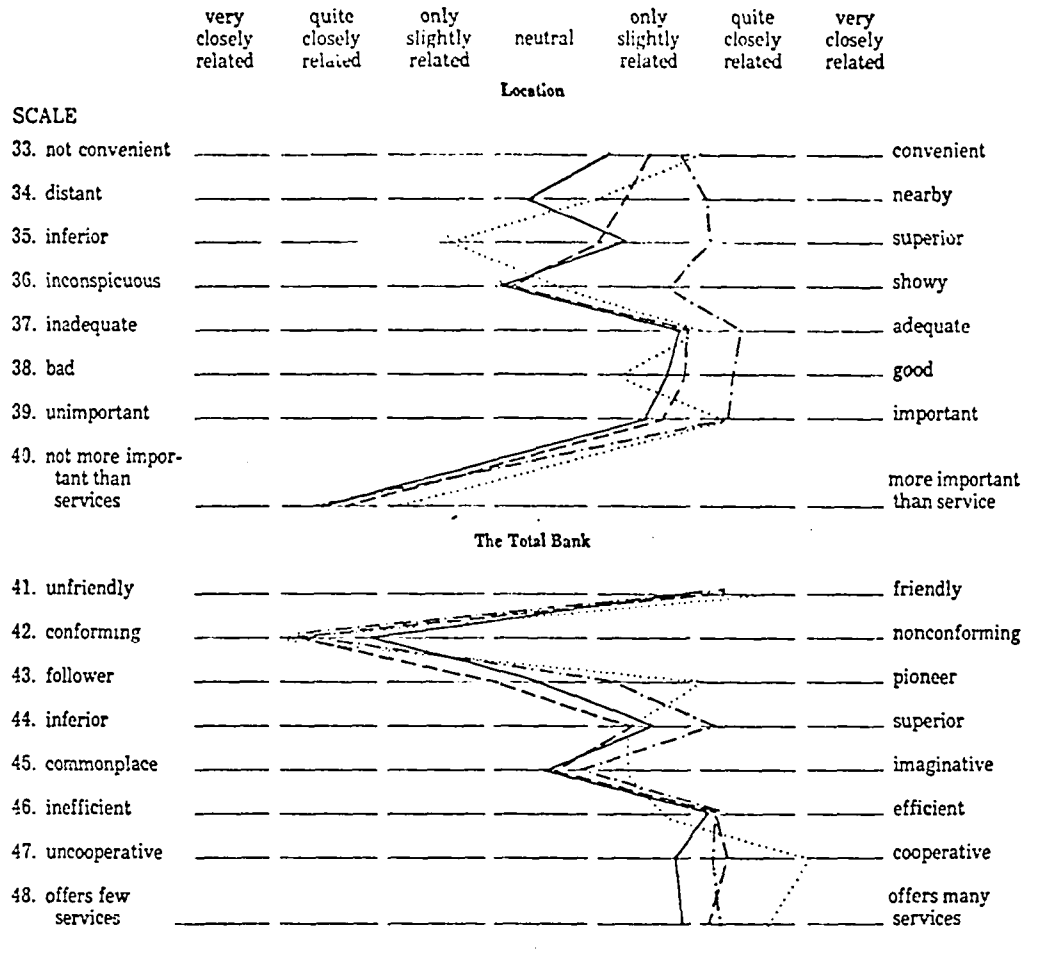 very quite only only quite very
closely closely slightly neutral slightly closely closely
related related related related related related
Location
SCALE
33. not convenient convenient
34. distant nearby
35. inferior superior
36. inconspicuous showy
37. inadequate adequate
38. bad good
39. unimportant important
40. not more impor-
tant than more important
services than service
The Total Bank
41. unfriendly friendly
42. conforming nonconforming
43. follower pioneer
44. inferior superior
45. commonplace imaginative
46. inefficient efficient
47. uncooperative cooperative
48. offers few offers many
services services